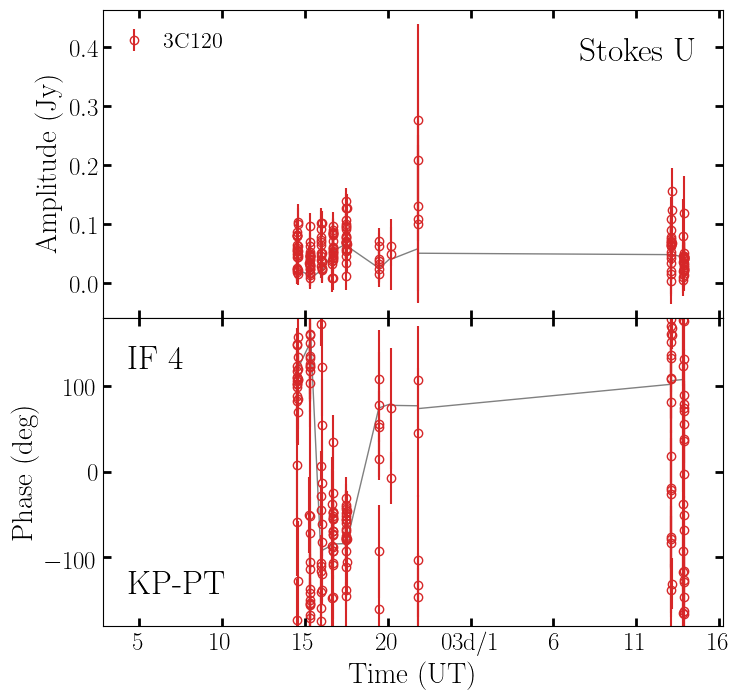 3C120
Stokes U
Amplitude (Jy)
0.4
0.3
0.2
0.1
0.0
IF 4
KP-PT
Phase (deg)
100
0
−100
5 10 15 20 03d/1 6 11 16
Time (UT)